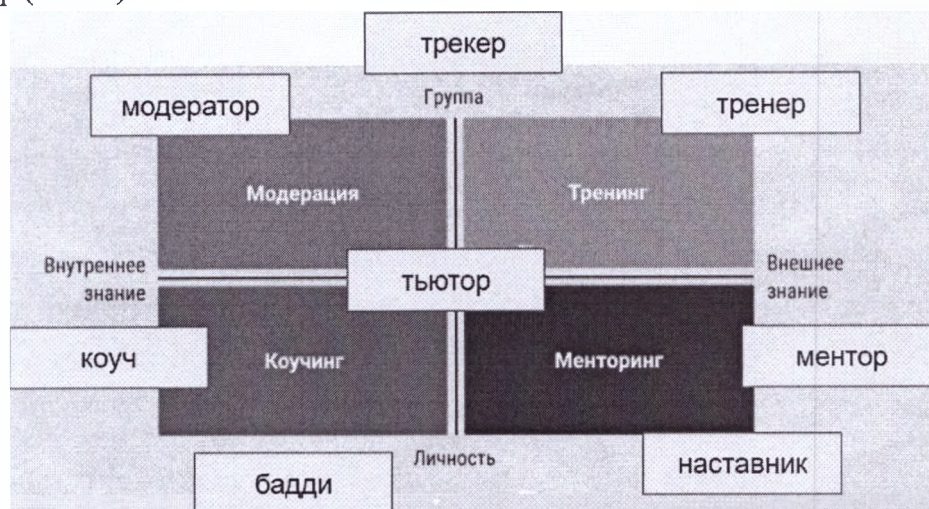 трекер
модератор
Группа
тренер
Модерация
Тренинг
Внутреннее
знание
тьютор
Внешнее
знание
коуч
Коучинг
Менторинг
ментор
Личность
бадди
наставник